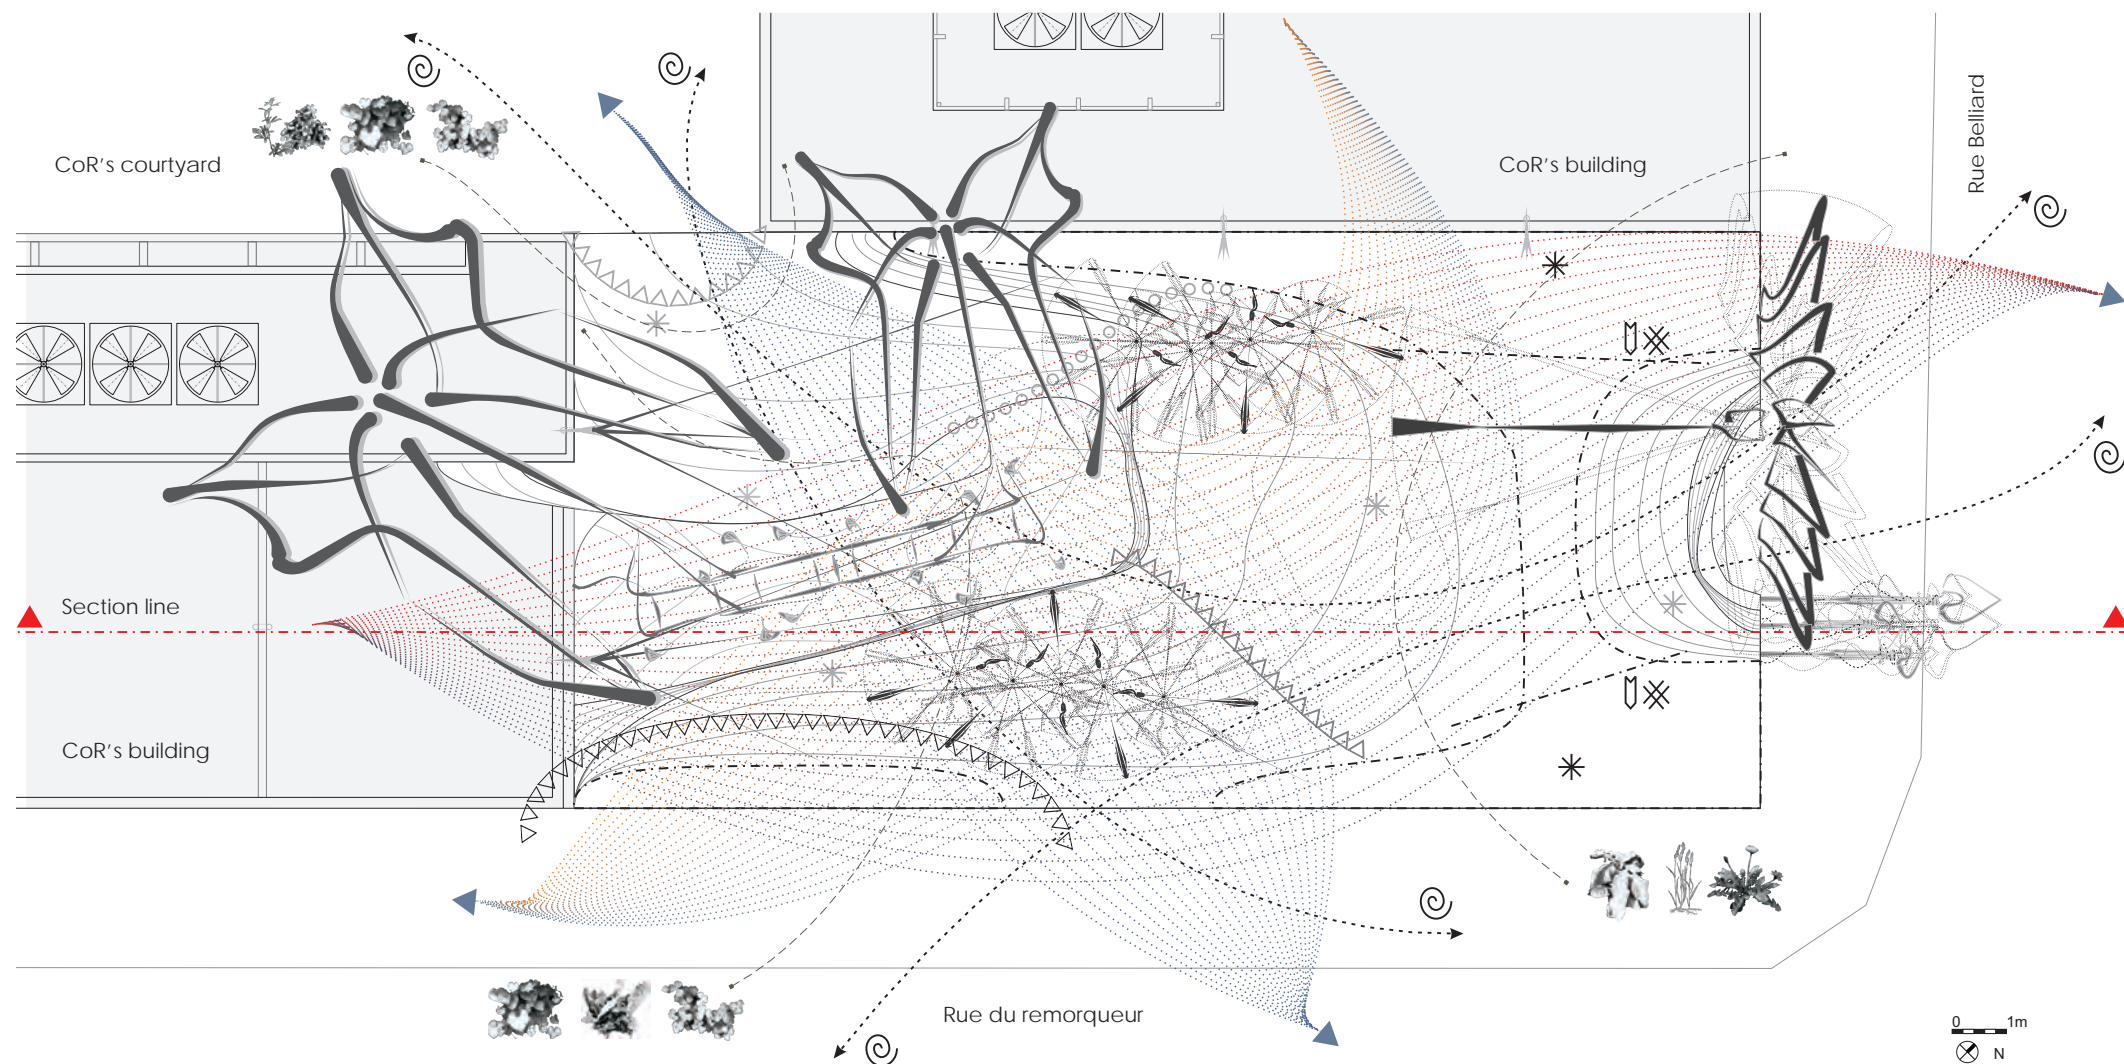 CoR's courtyard
CoR's building
Rue Belliard
Section line
CoR's building
Rue du remorqueur
0 1m
N